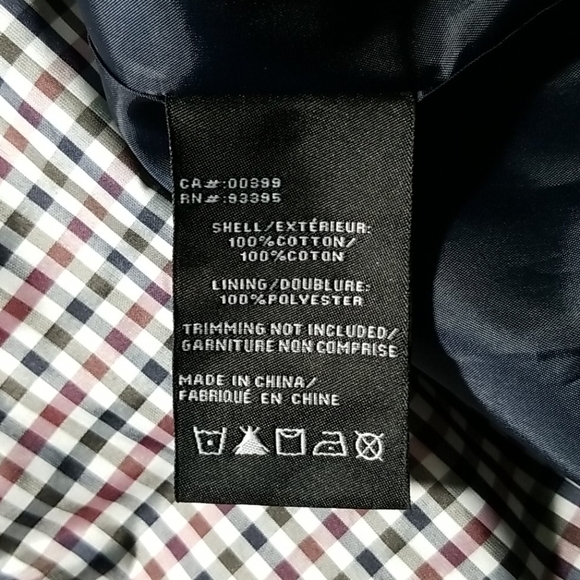 CA#:00399
RN#:93395
SHELL/EXTÉRIEUR:
100%COTTON/
100%COTON
LINING/DOUBLURE:
100%POLYESTER
TRIMMING NOT INCLUDED/
GARNITURE NON COMPRISE
MADE IN CHINA/
FABRIQUÉ EN CHINE